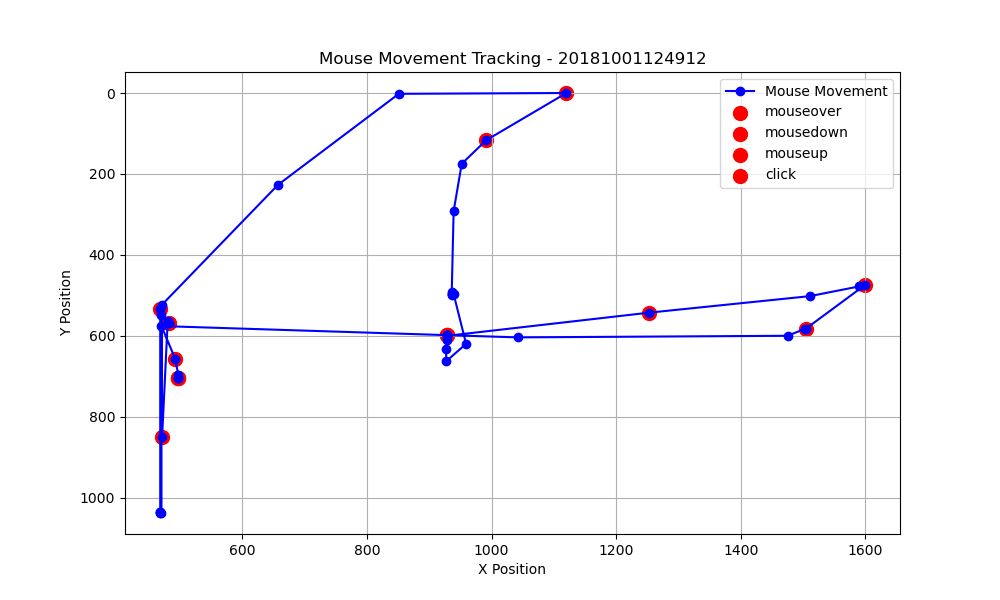 Mouse Movement Tracking - 20181001124912
Mouse Movement
mouseover
mousedown
mouseup
click
0
200
400
600
800
1000
Y Position
600
800
1000
1200
1400
1600
X Position